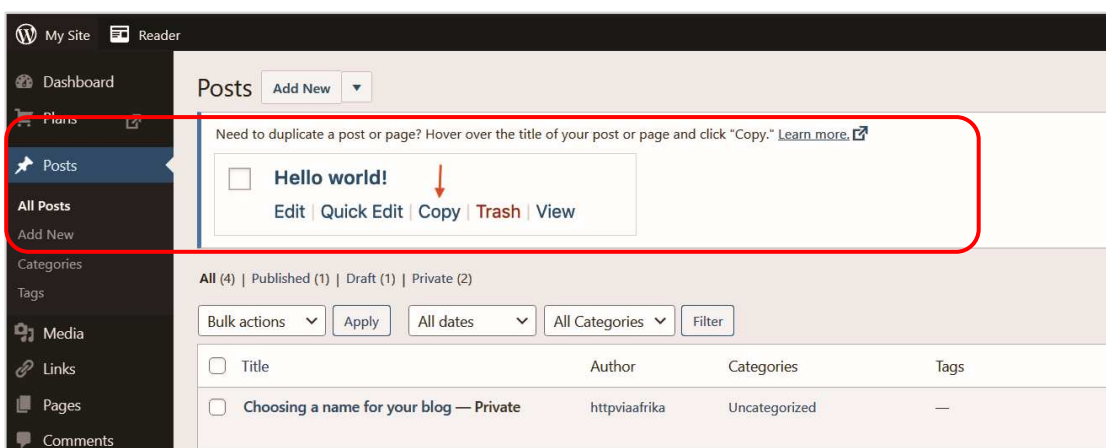 My Site Reader
Dashboard
Plans
Posts
All Posts
Add New
Categories
Tags
Media
Links
Pages
Comments
Posts Add New
Need to duplicate a post or page? Hover over the title of your post or page and click "Copy." Learn more.
Hello world!
Edit | Quick Edit | Copy | Trash | View
All (4) | Published (1) | Draft (1) | Private (2)
Bulk actions Apply All dates All Categories Filter
Title Author Categories Tags
Choosing a name for your blog — Private httpviaafrika Uncategorized —